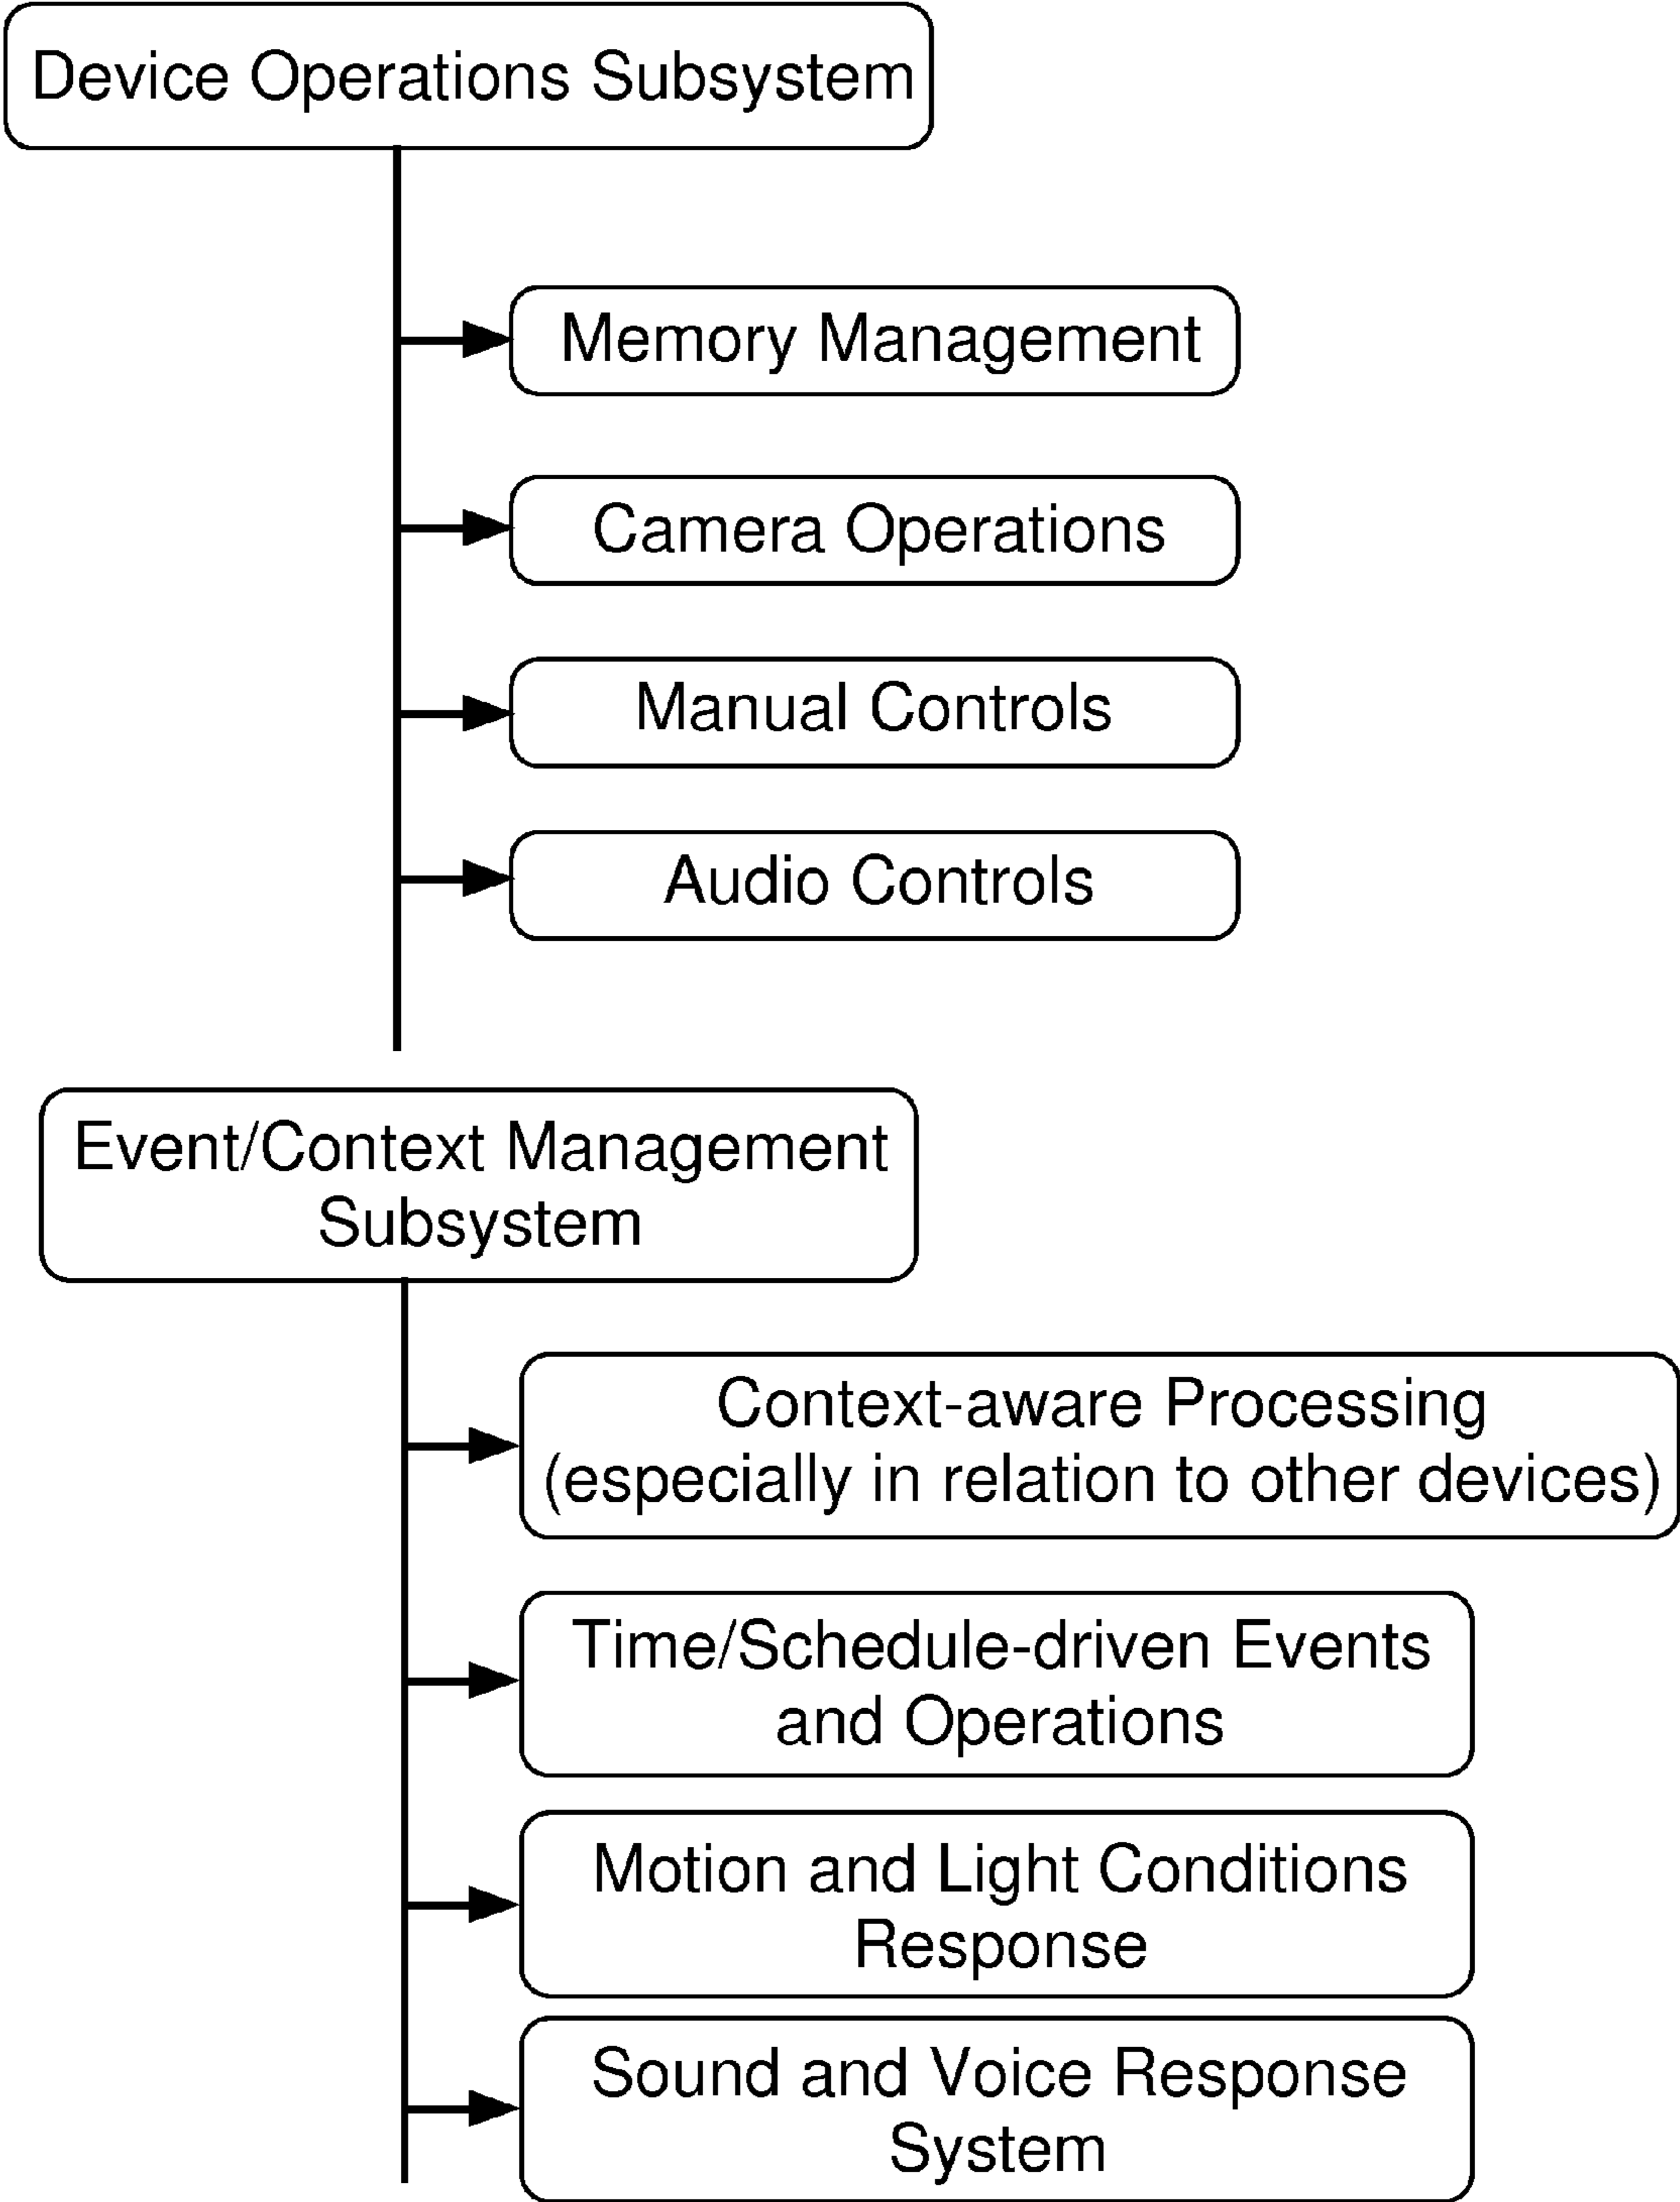 Device Operations Subsystem
Memory Management
Camera Operations
Manual Controls
Audio Controls
Event/Context Management
Subsystem
Context-aware Processing
(especially in relation to other devices)
Time/Schedule-driven Events
and Operations
Motion and Light Conditions
Response
Sound and Voice Response
System